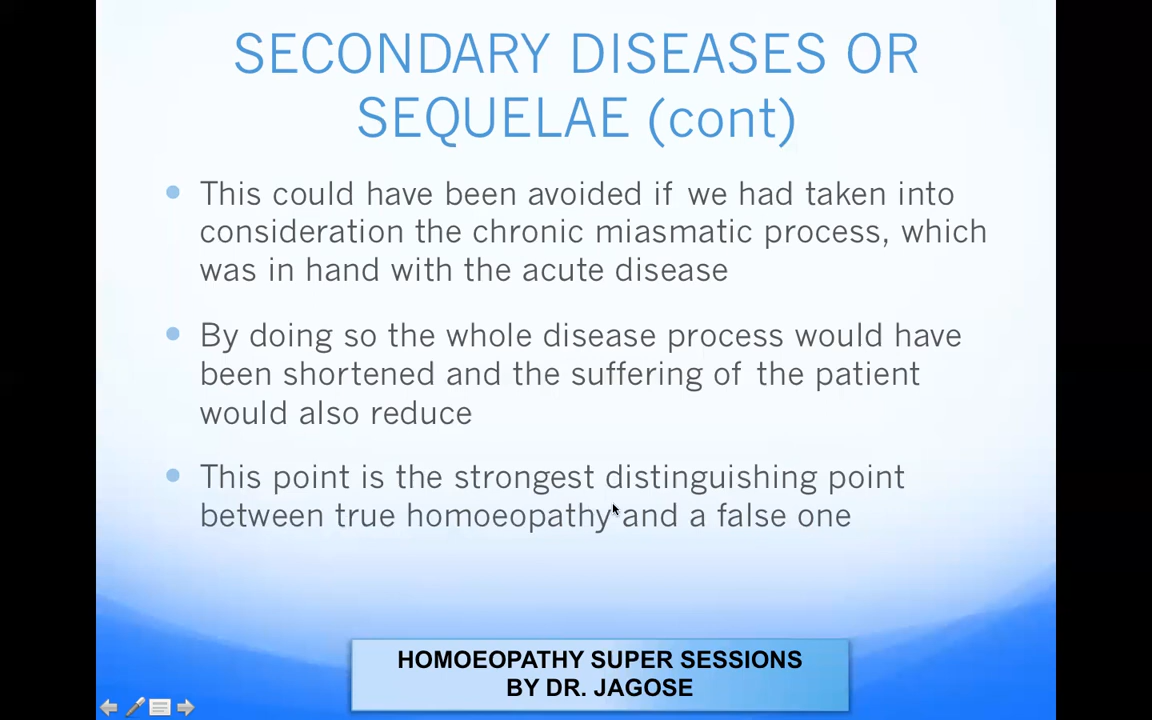 SECONDARY DISEASES OR
SEQUELAE (cont)
This could have been avoided if we had taken into
consideration the chronic miasmatic process, which
was in hand with the acute disease
By doing so the whole disease process would have
been shortened and the suffering of the patient
would also reduce
This point is the strongest distinguishing point
between true homoeopathy and a false one
HOMOEOPATHY SUPER SESSIONS
BY DR. JAGOSE